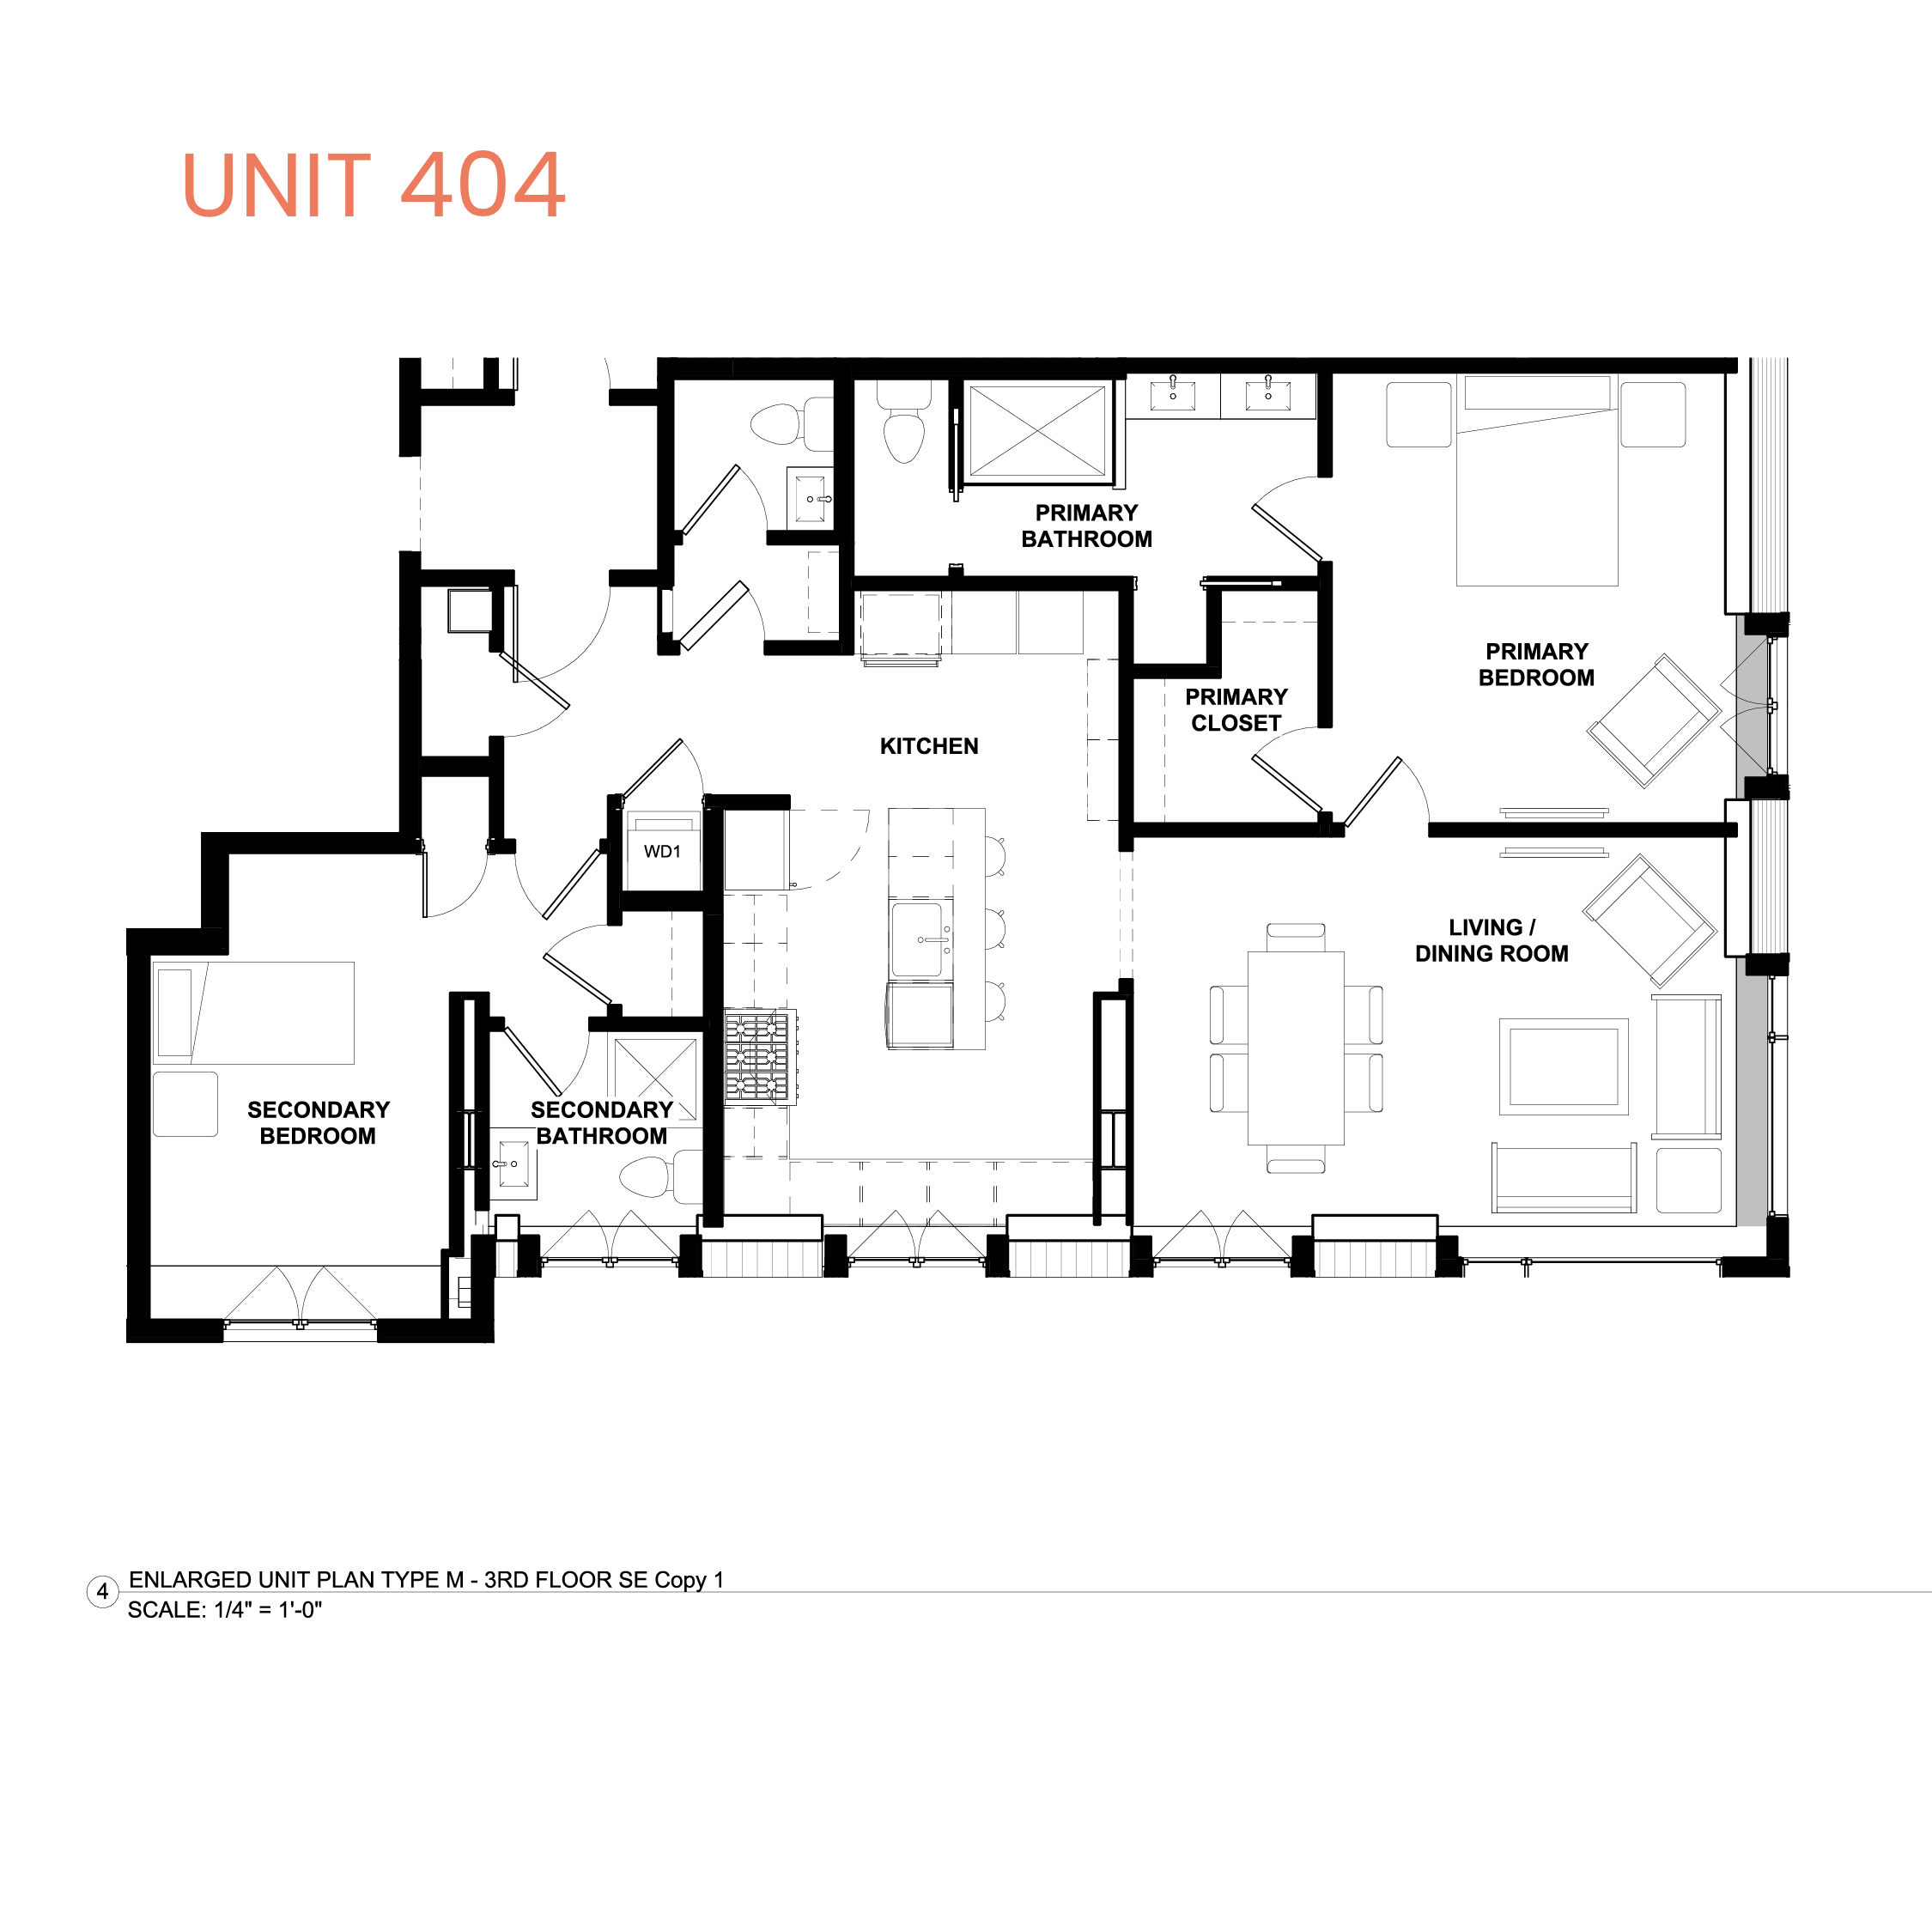 UNIT 404
PRIMARY
BATHROOM
PRIMARY
BEDROOM
PRIMARY
CLOSET
KITCHEN
WD1
LIVING /
DINING ROOM
SECONDARY
BEDROOM
SECONDARY
BATHROOM
4
ENLARGED UNIT PLAN TYPE M - 3RD FLOOR SE Copy 1
SCALE: 1/4" = 1'-0"